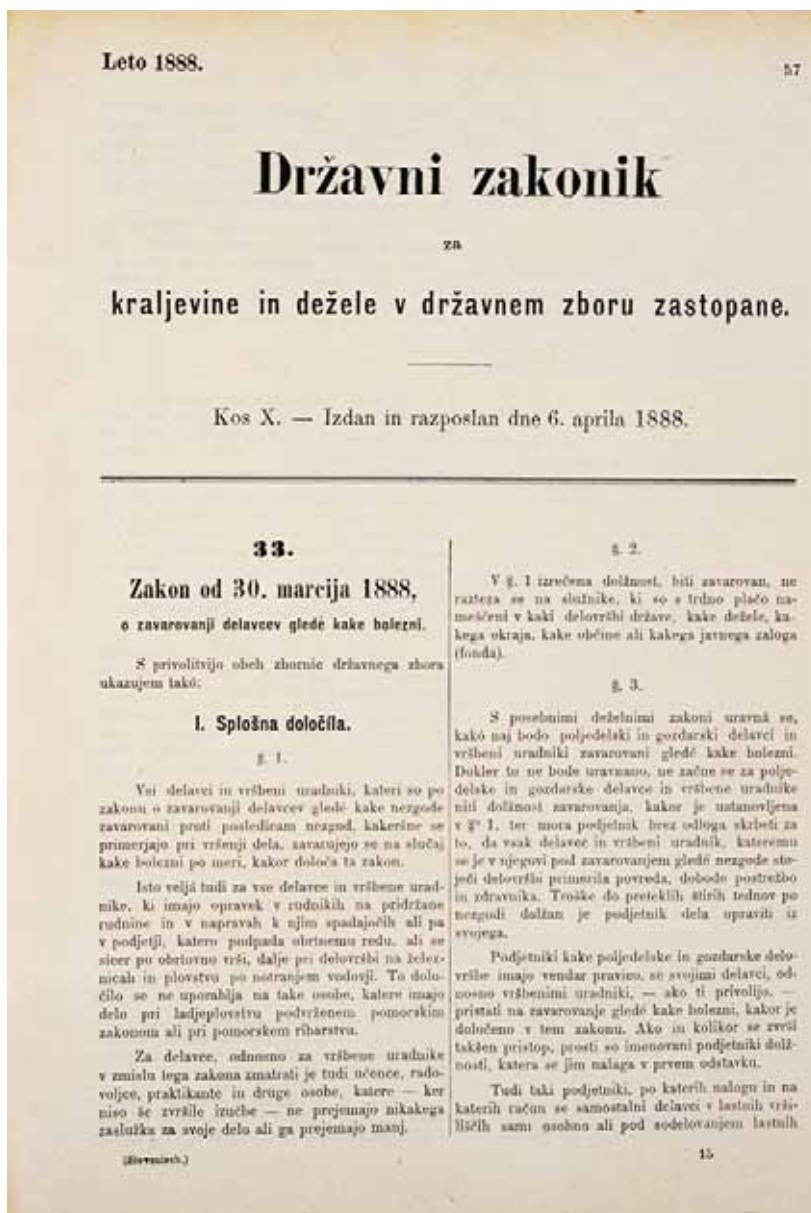 Leto 1888.
57
Državni zakonik
za
kraljevine in dežele v državnem zboru zastopane.
Kos X. — Izdan in razposlan dne 6. aprila 1888.
33.
Zakon od 30. marcija 1888,
o zavarovanji delavcev gledé kake bolezni.
S privolitvijo obeh zbornic državnega zbora
ukazujem takó:
I. Splošna določila.
§. 1.
Vsi delavci in vršbeni uradniki, kateri so po
zakonu o zavarovanji delavcev gledé kake nezgode
zavarovani proti posledicam nezgod, kakeršne se
primerjajo pri vršenji dela, zavarujejo se na slučaj
kake bolezni po meri, kakor določa ta zakon.
Isto veljá tudi za vse delavce in vršbene urad-
nike, ki imajo opravek v rudnikih na pridržane
rudnine in v napravah k njim spadajočih ali pa
v podjetji, katero podpada obrtnemu redu, ali se
sicer po obrtovno vrši, dalje pri delovršbi na želez-
nicah in plovstvu po notranjem vodovji. To dolo-
čilo se ne uporablja na take osobe, katere imajo
delo pri ladjeplovstvu podvrženem pomorskim
zakonom ali pri pomorskem ribarstvu.
Za delavce, odnosno za vršbene uradnike
v zmislu tega zakona zmatrati je tudi učence, rado-
voljce, praktikante in druge osobe, katere — ker
niso še zvršile izučbe — ne prejemajo nikakega
zaslužka za svoje delo ali ga prejemajo manj.
(Slovenisch.)
§. 2.
V §. 1 izrečena dolžnost, biti zavarovan, ne
razteza se na služnike, ki so s trdno plačo na-
meščeni v kaki delovršbi države, kake dežele, ka-
kega okraja, kake občine ali kakega javnega zaloga
(fonda).
§. 3.
S posebnimi deželnimi zakoni uravná se,
kakó naj bodo poljedelski in gozdarski delavci in
vršbeni uradniki zavarovani gledé kake bolezni.
Dokler to ne bode uravnano, ne začne se za polje-
delske in gozdarske delavce in vršbene uradnike
niti dolžnost zavarovanja, kakor je ustanovljena
v §u 1, ter mora podjetnik brez odloga skrbeti za
to, da vsak delavec in vršbeni uradnik, kateremu
se je v njegovi pod zavarovanjem gledé nezgode sto-
ječi delovršbi primerila povreda, dobode postrežbo
in zdravnika. Troške do preteklih štirih tednov po
nezgodi dolžan je podjetnik dela opraviti iz
svojega.
Podjetniki kake poljedelske in gozdarske delo-
vršbe imajo vendar pravico, se svojimi delavci, od-
nosno vršbenimi uradniki, — ako ti privolijo, —
pristati na zavarovanje gledé kake bolezni, kakor je
določeno v tem zakonu. Ako in kolikor se zvrši
takšen pristop, prosti so imenovani podjetniki dolž-
nosti, katera se jim nalaga v prvem odstavku.
Tudi taki podjetniki, po katerih nalogu in na
katerih račun se samostalni delavci v lastnih vrši-
liščih sami osobno ali pod sodelovanjem lastnih
15